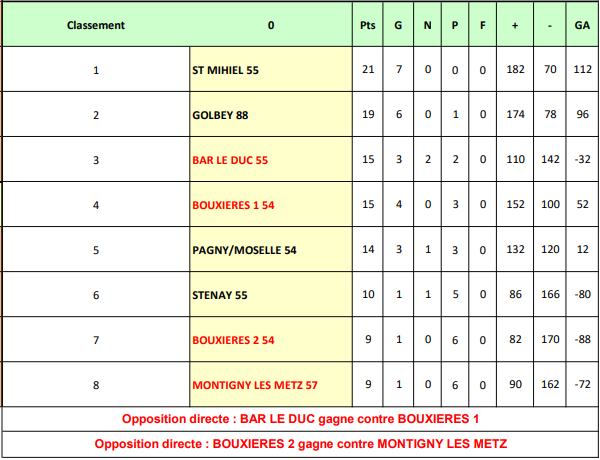 Classement 0 Pts G N P F + - GA
1 ST MIHIEL 55 21 7 0 0 0 182 70 112
2 GOLBEY 88 19 6 0 1 0 174 78 96
3 BAR LE DUC 55 15 3 2 2 0 110 142 -32
4 BOUXIERES 1 54 15 4 0 3 0 152 100 52
5 PAGNY/MOSELLE 54 14 3 1 3 0 132 120 12
6 STENAY 55 10 1 1 5 0 86 166 -80
7 BOUXIERES 2 54 9 1 0 6 0 82 170 -88
8 MONTIGNY LES METZ 57 9 1 0 6 0 90 162 -72
Opposition directe : BAR LE DUC gagne contre BOUXIERES 1
Opposition directe : BOUXIERES 2 gagne contre MONTIGNY LES METZ